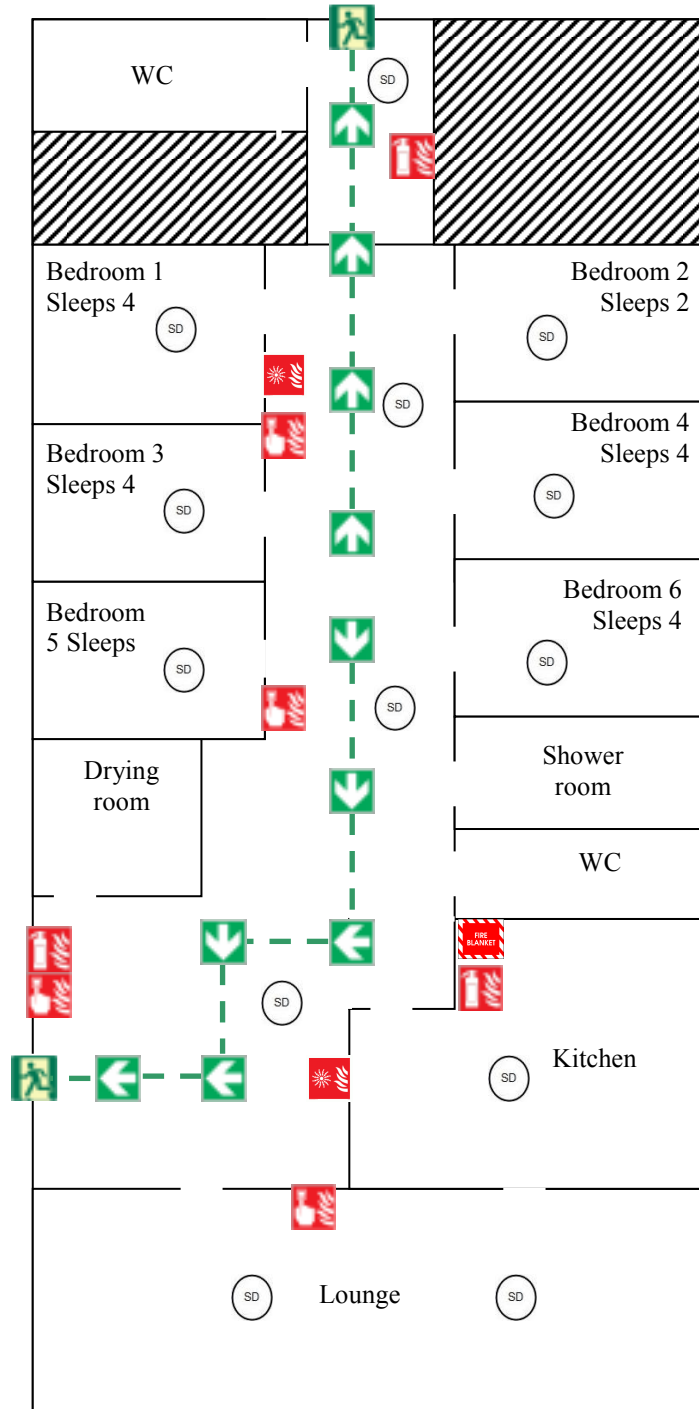 WC
SD
Bedroom 1
Sleeps 4
SD
Bedroom 2
Sleeps 2
SD
SD
Bedroom 3
Sleeps 4
SD
Bedroom 4
Sleeps 4
SD
Bedroom
5 Sleeps
SD
Bedroom 6
Sleeps 4
SD
SD
Drying
room
Shower
room
WC
FIRE
BLANKET
SD
Kitchen
SD
Lounge
SD
SD